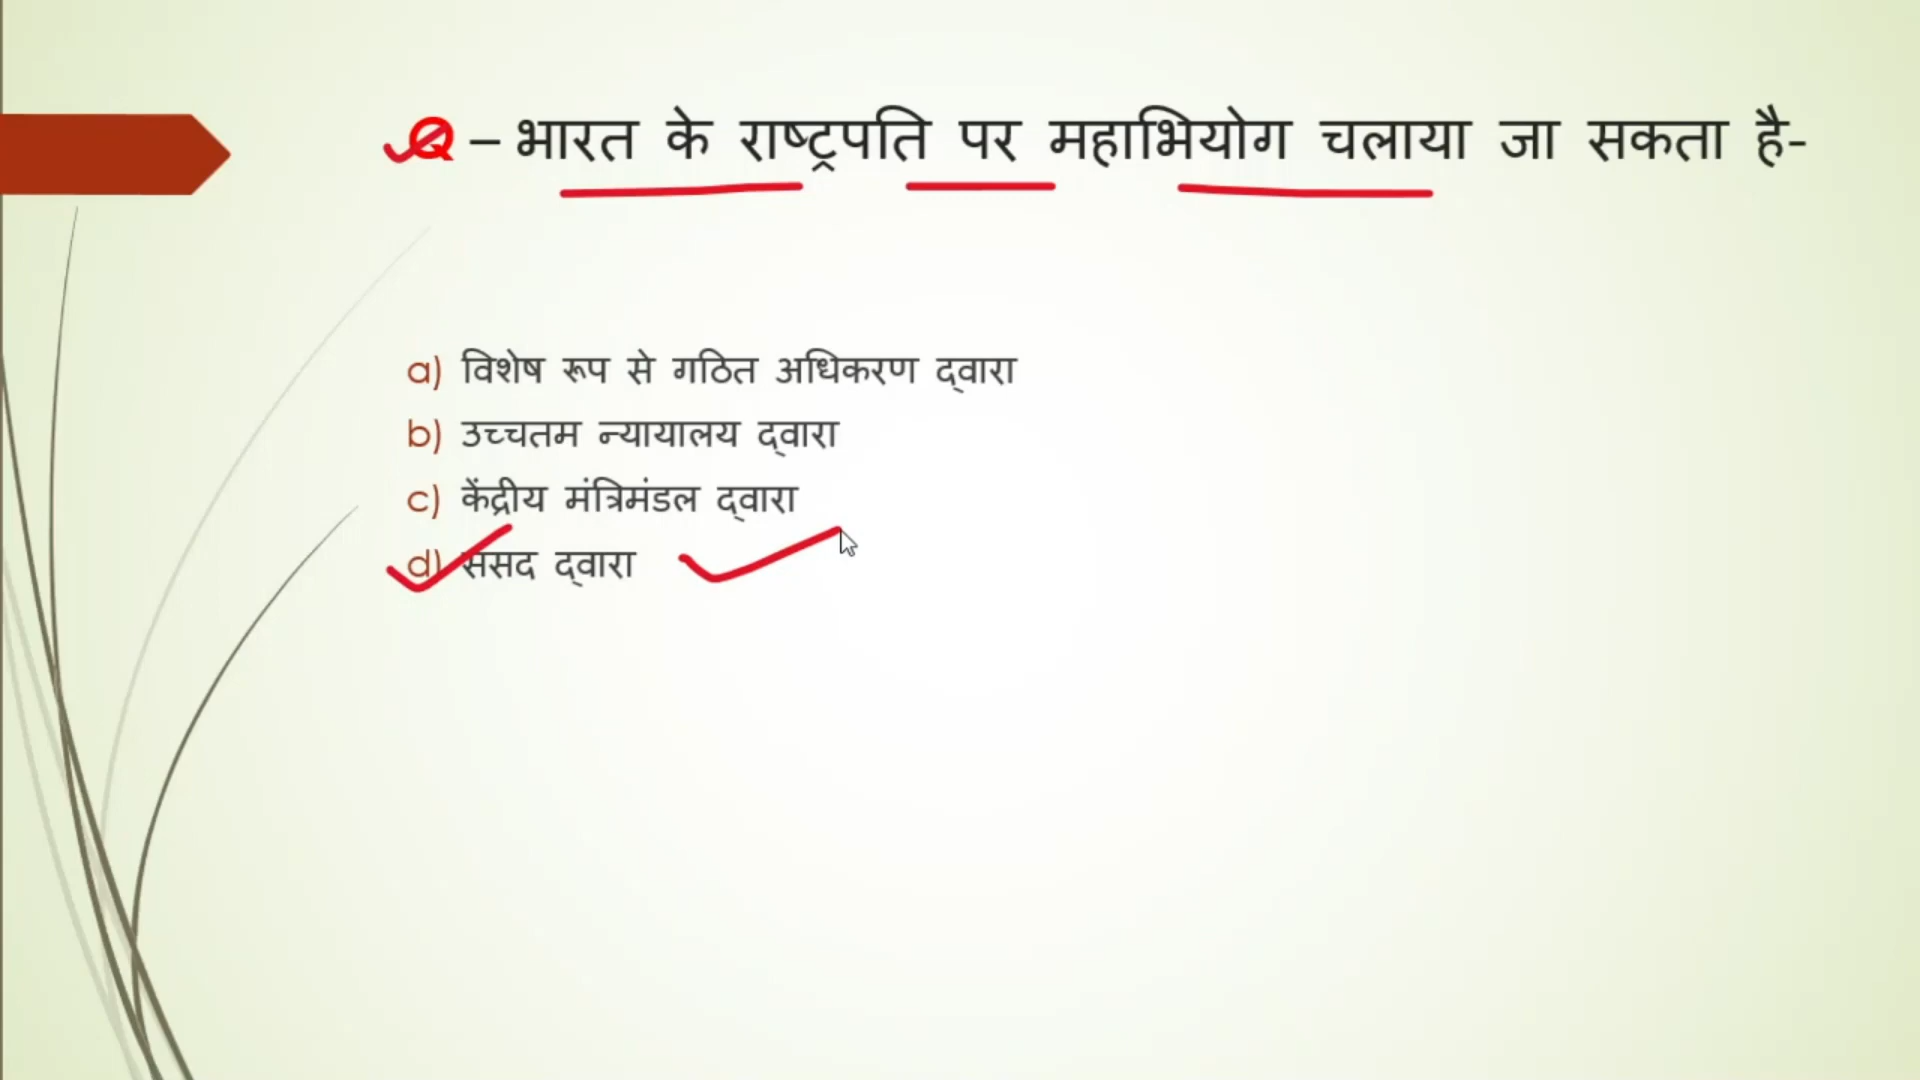 Q – भारत के राष्ट्रपति पर महाभियोग चलाया जा सकता है-
a) विशेष रूप से गठित अधिकरण द्वारा
b) उच्चतम न्यायालय द्वारा
c) केंद्रीय मंत्रिमंडल द्वारा
d) संसद द्वारा